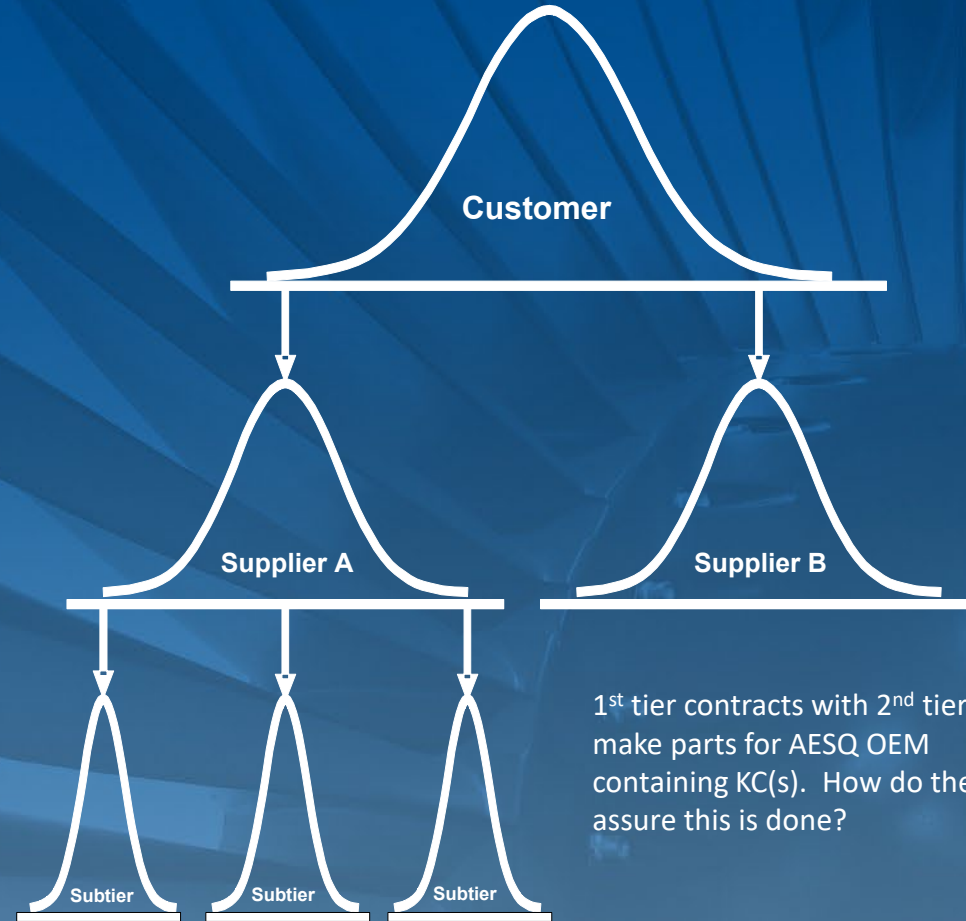 Customer
Supplier A
Supplier B
1st tier contracts with 2nd tier
make parts for AESQ OEM
containing KC(s). How do the
assure this is done?
Subtier
Subtier
Subtier